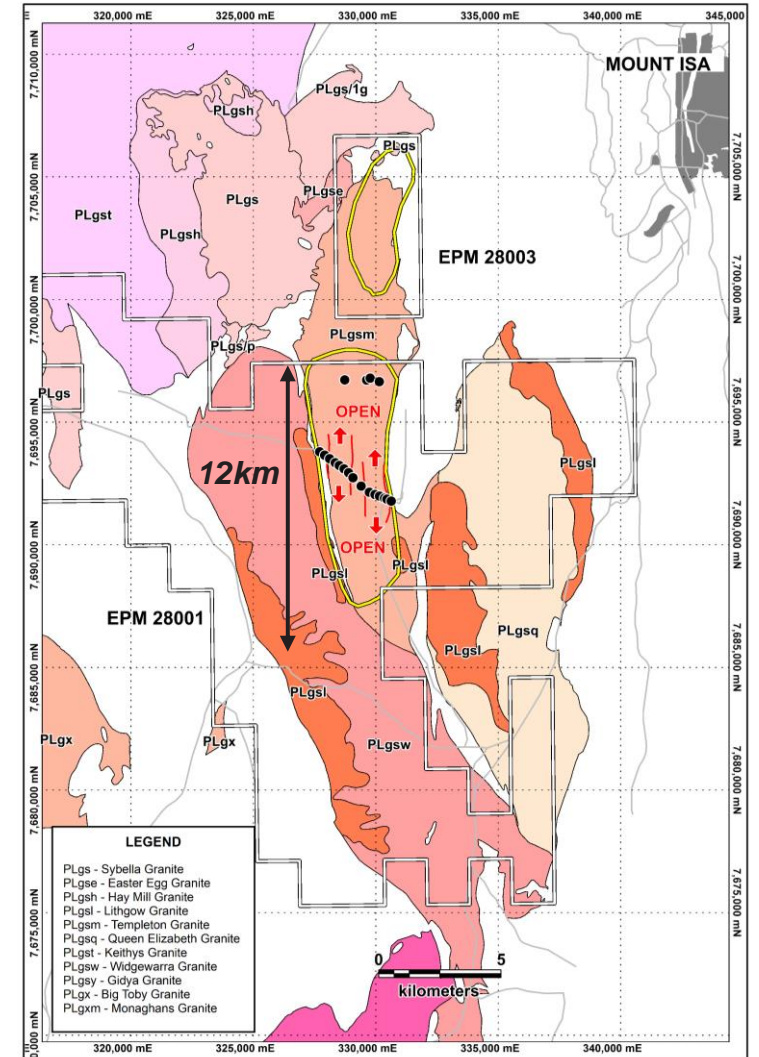 320,000 mE 325,000 mE 330,000 mE 335,000 mE 340,000 mE 345,000
7,710,000 mN
MOUNT ISA
PLgs/1g
PLgsh
PLgs
7,705,000 mN
7,705,000 mN
PLgse
PLgs
PLgst
PLgsh
EPM 28003
7,700,000 mN
7,700,000 mN
PLgsm
PLgs/p
PLgs
OPEN
7,695,000 mN
7,695,000 mN
PLgsl
12km
OPEN
7,690,000 mN
7,690,000 mN
PLgsl
PLgsl
EPM 28001
PLgsq
PLgsl
7,685,000 mN
7,685,000 mN
PLgsl
PLgx
PLgx
PLgsw
7,680,000 mN
7,680,000 mN
LEGEND
PLgs - Sybella Granite
PLgse - Easter Egg Granite
PLgsh - Hay Mill Granite
PLgsl - Lithgow Granite
PLgsm - Templeton Granite
PLgsq - Queen Elizabeth Granite
PLgst - Keithys Granite
PLgsw - Widgewarra Granite
PLgsy - Gidya Granite
PLgx - Big Toby Granite
PLgxm - Monaghans Granite
7,675,000 mN
7,675,000 mN
0 5
kilometers
0,000 mN
320,000 mE 325,000 mE 330,000 mE 335,000 mE 340,000 mE